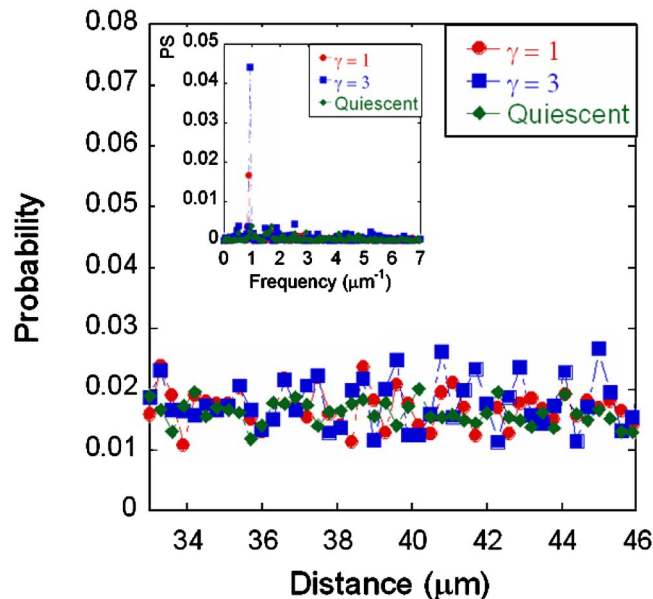 0.08
0.07
0.06
0.05
0.04
0.03
0.02
0.01
0
Probability
34 36 38 40 42 44 46
Distance (μm)
γ = 1
γ = 3
Quiescent
PS
0.05
0.04
0.03
0.02
0.01
0
0 1 2 3 4 5 6 7
Frequency (μm⁻¹)
γ = 1
γ = 3
Quiescent